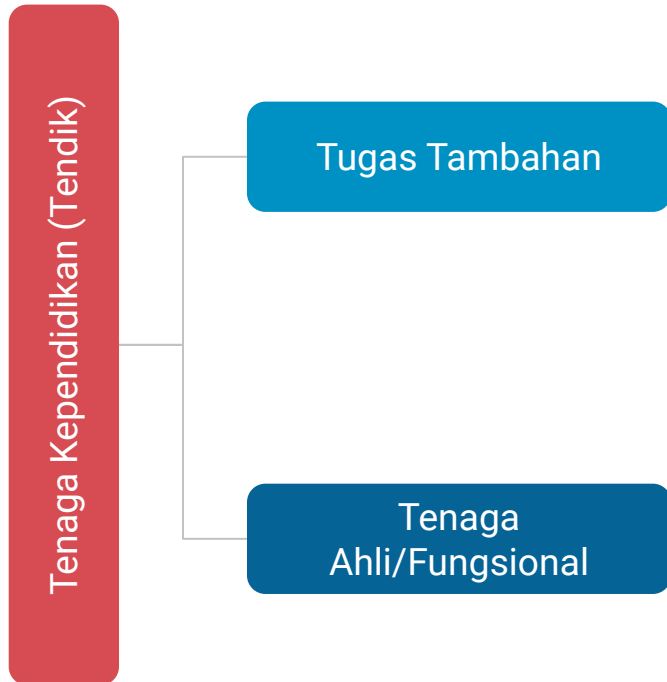 Tenaga Kependidikan (Tendik)
Tugas Tambahan
Tenaga
Ahli/Fungsional